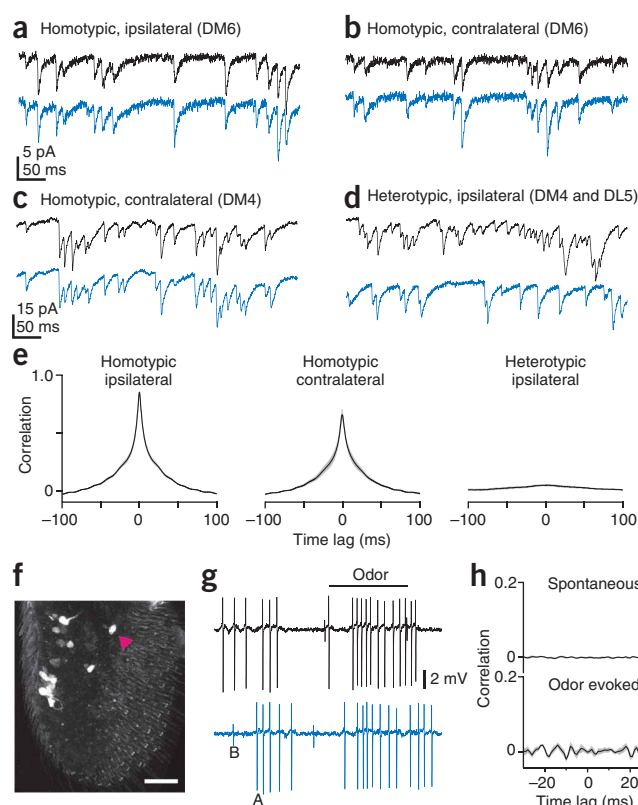 a Homotypic, ipsilateral (DM6)
b Homotypic, contralateral (DM6)
5 pA
50 ms
c Homotypic, contralateral (DM4)
d Heterotypic, ipsilateral (DM4 and DL5)
15 pA
50 ms
e
Homotypic
ipsilateral
Homotypic
contralateral
Heterotypic
ipsilateral
1.0
Correlation
0
−100 0 100
−100 0 100
−100 0 100
Time lag (ms)
f
g
Odor
2 mV
B
A
h
0.2
Spontaneous
0
Correlation
0.2
Odor evoked
0
−20 0 20
Time lag (ms)